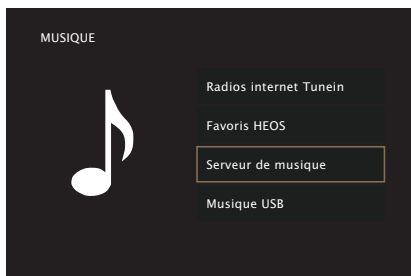 MUSIQUE
Radios internet Tunein
Favoris HEOS
Serveur de musique
Musique USB